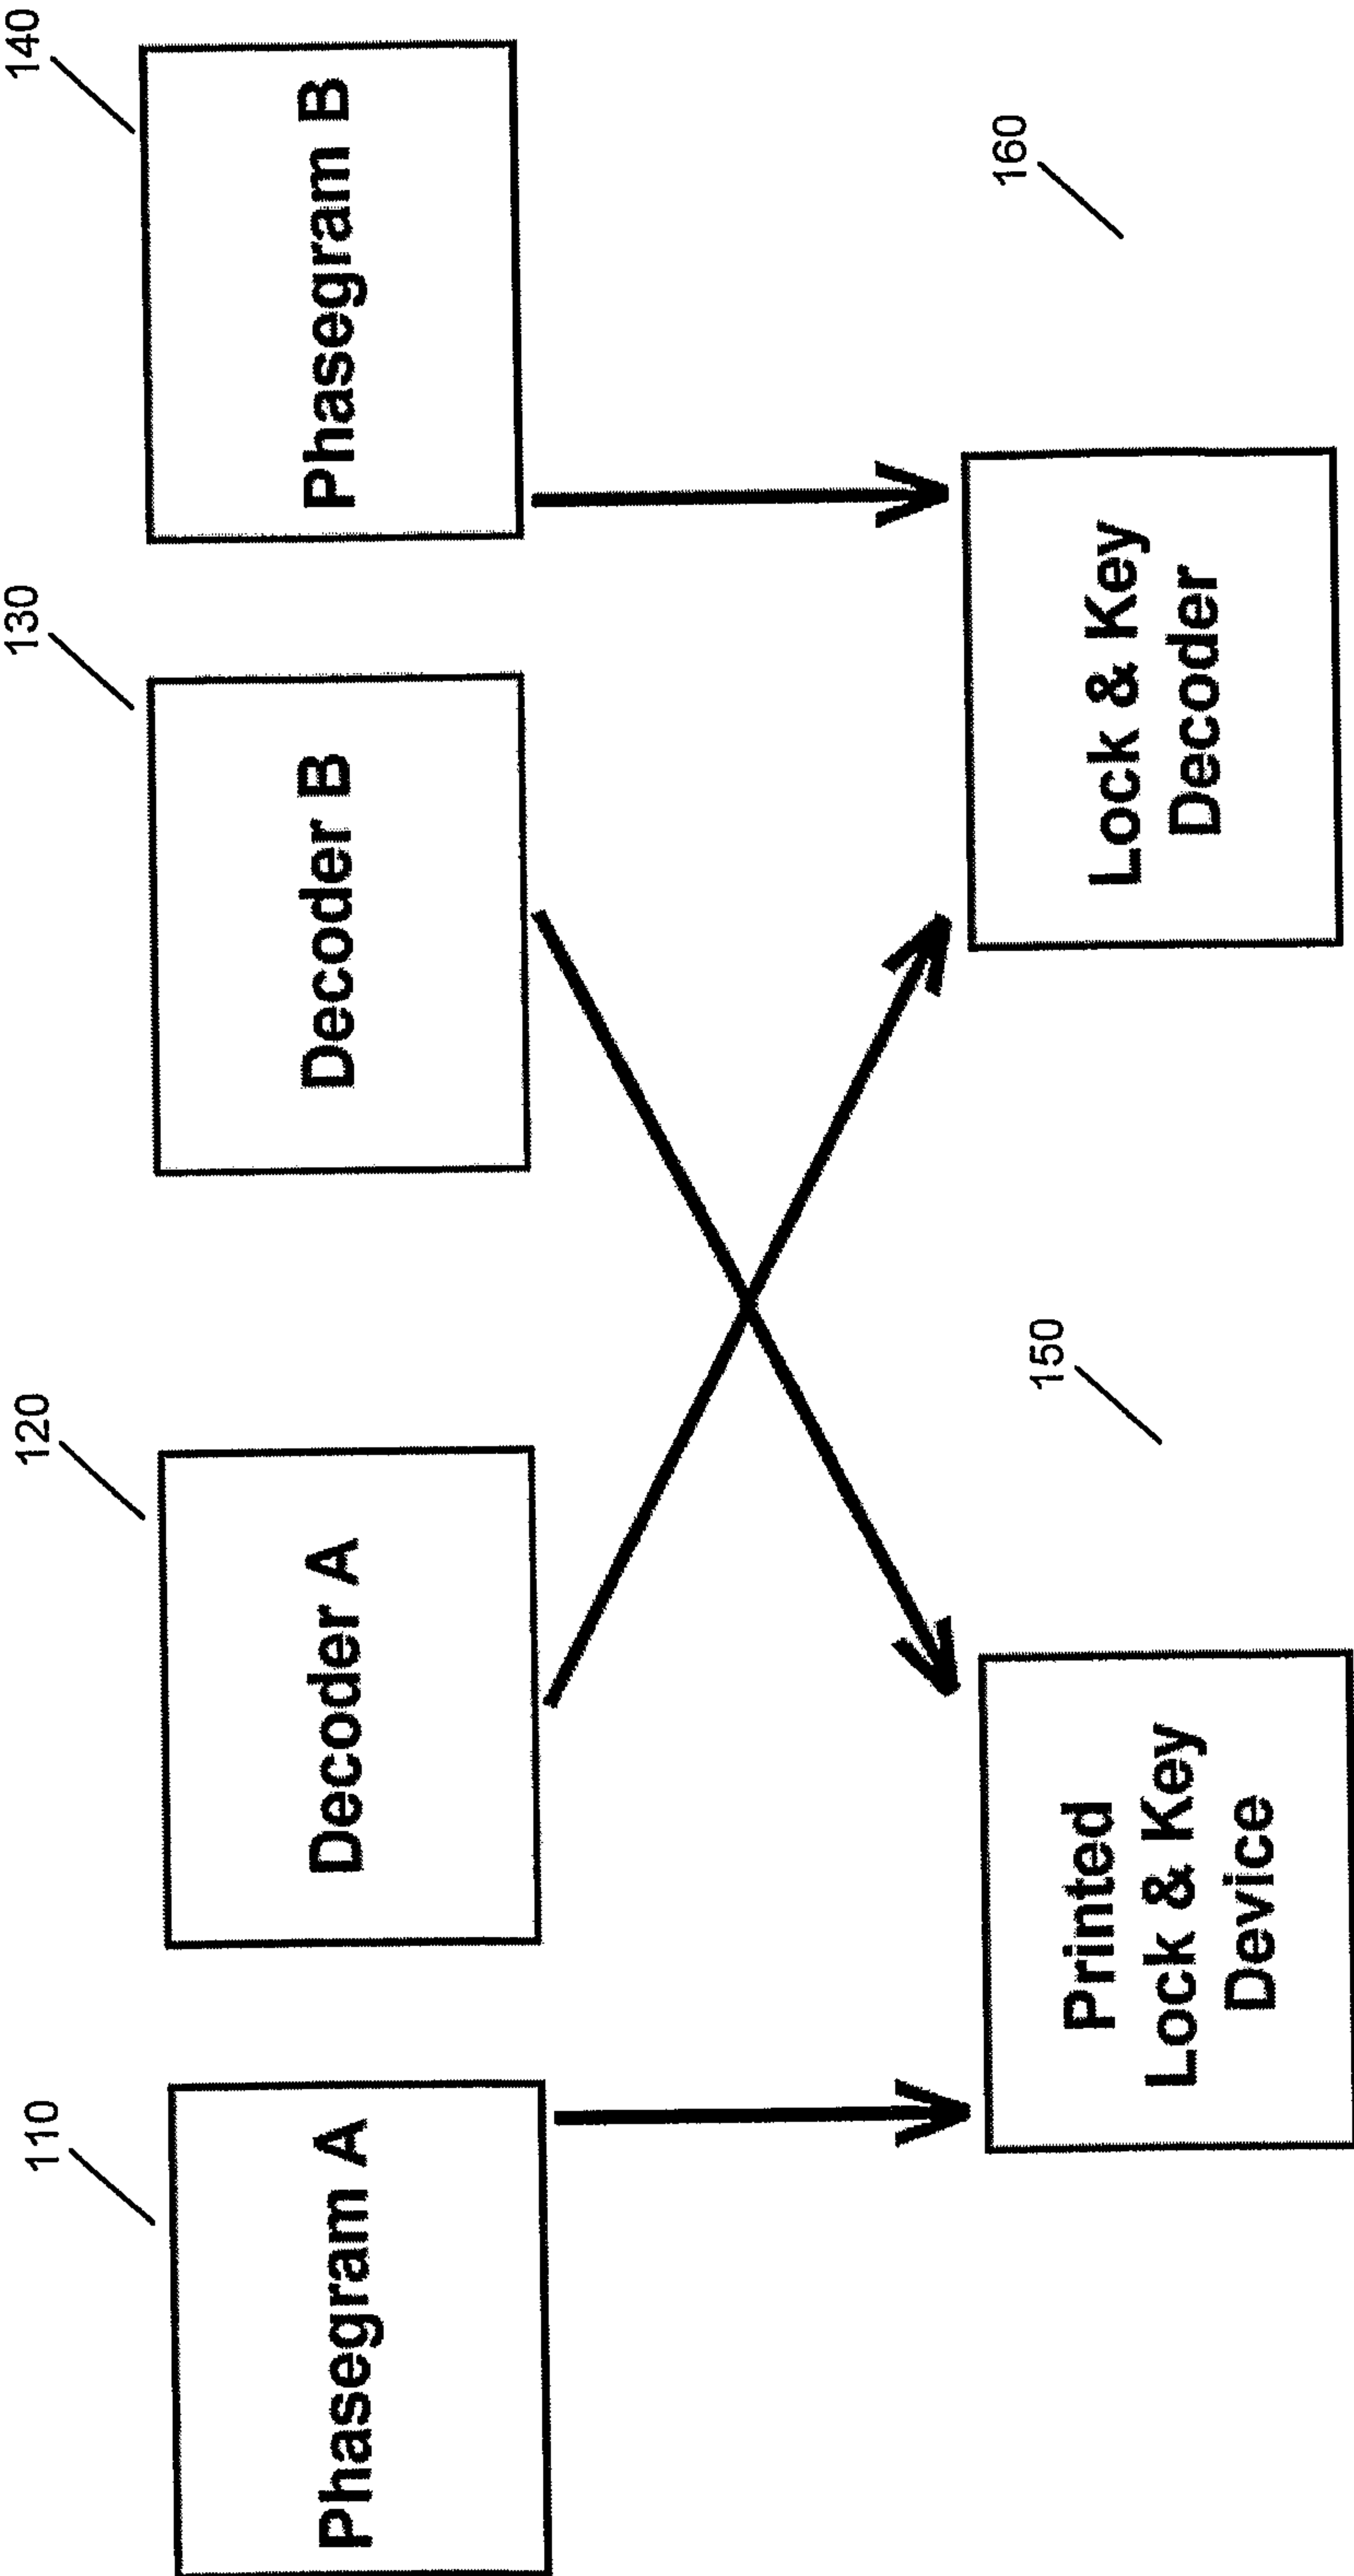 110
120
130
140
Phasegram A
Decoder A
Decoder B
Phasegram B
150
160
Printed
Lock & Key
Device
Lock & Key
Decoder